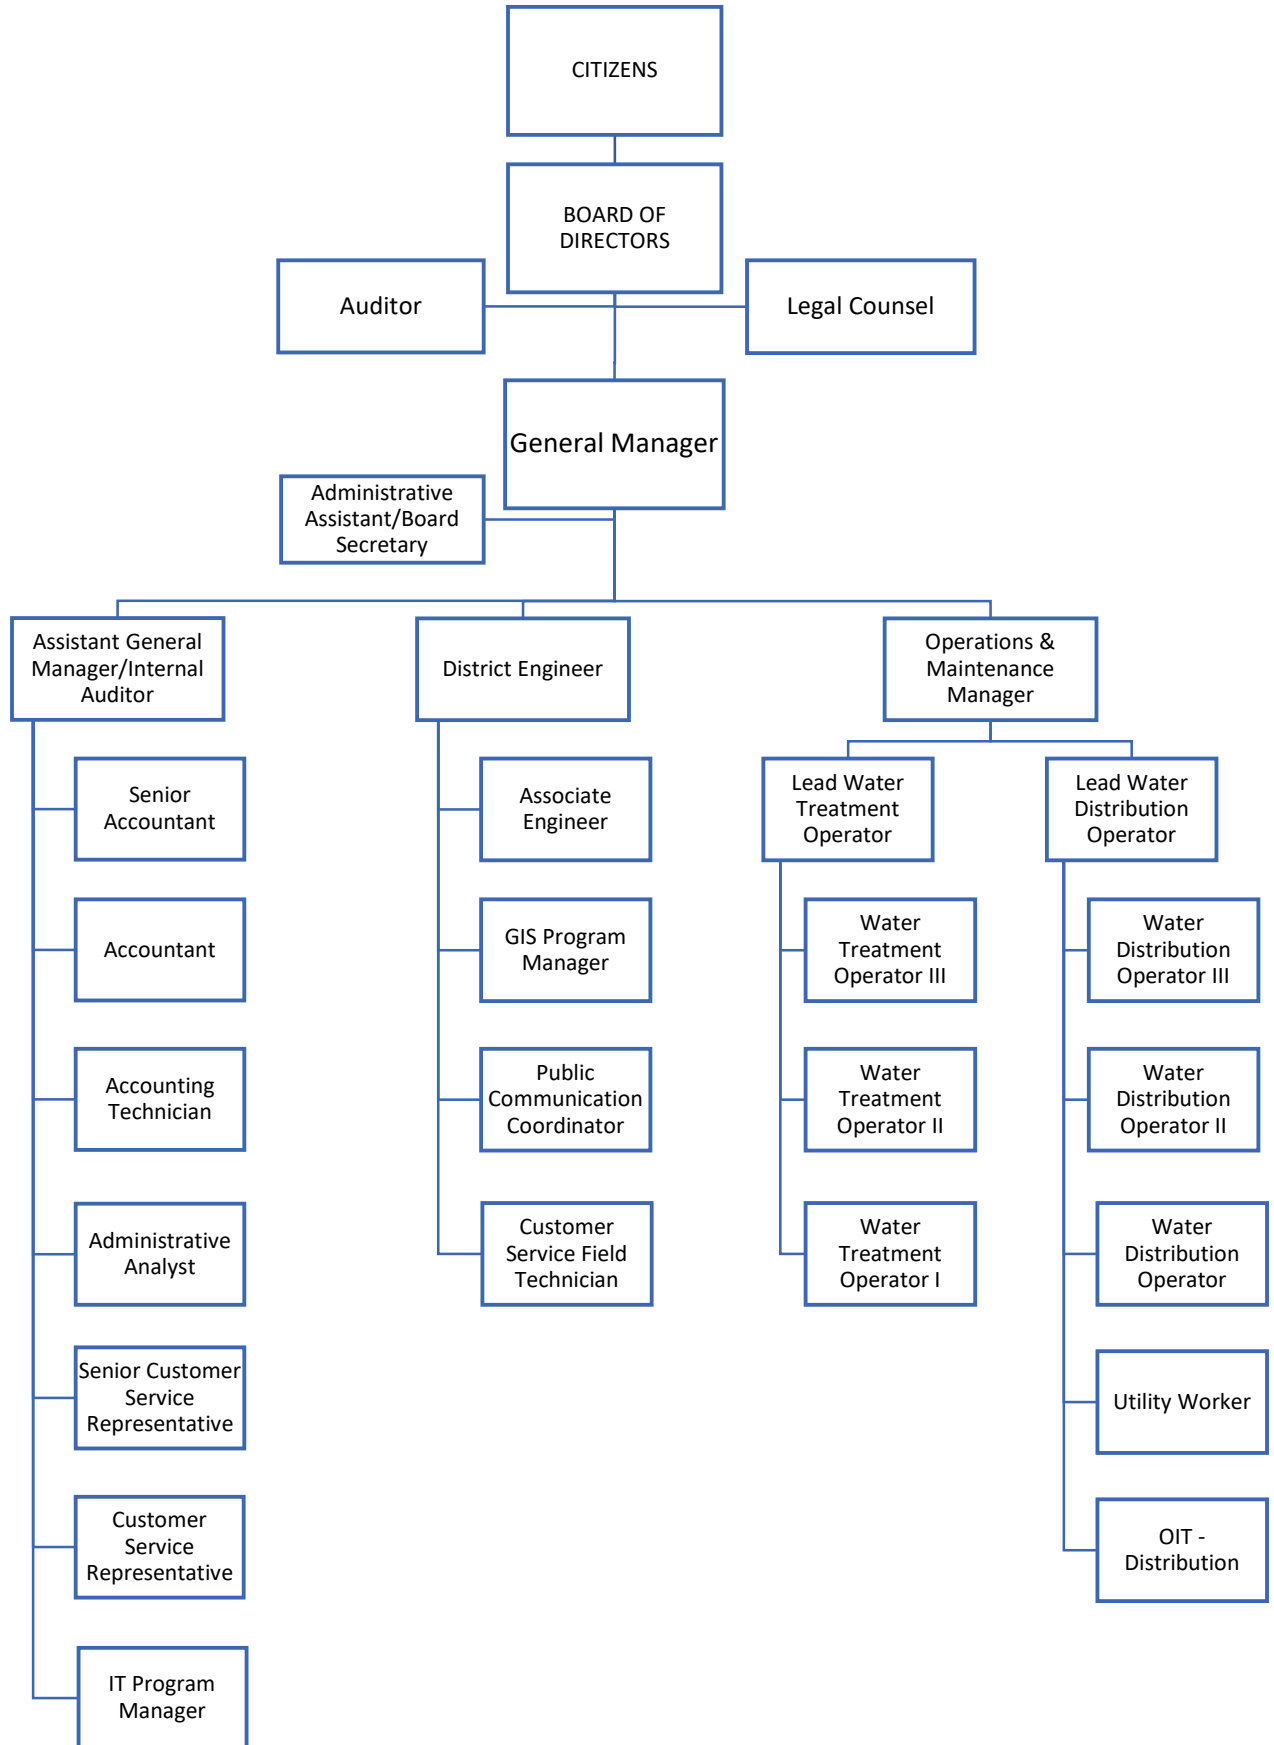 CITIZENS
BOARD OF
DIRECTORS
Auditor
Legal Counsel
General Manager
Administrative
Assistant/Board
Secretary
Assistant General
Manager/Internal
Auditor
District Engineer
Operations &
Maintenance
Manager
Senior
Accountant
Accountant
Accounting
Technician
Administrative
Analyst
Senior Customer
Service
Representative
Customer
Service
Representative
IT Program
Manager
Associate
Engineer
GIS Program
Manager
Public
Communication
Coordinator
Customer
Service Field
Technician
Lead Water
Treatment
Operator
Water
Treatment
Operator III
Water
Treatment
Operator II
Water
Treatment
Operator I
Lead Water
Distribution
Operator
Water
Distribution
Operator III
Water
Distribution
Operator II
Water
Distribution
Operator
Utility Worker
OIT -
Distribution